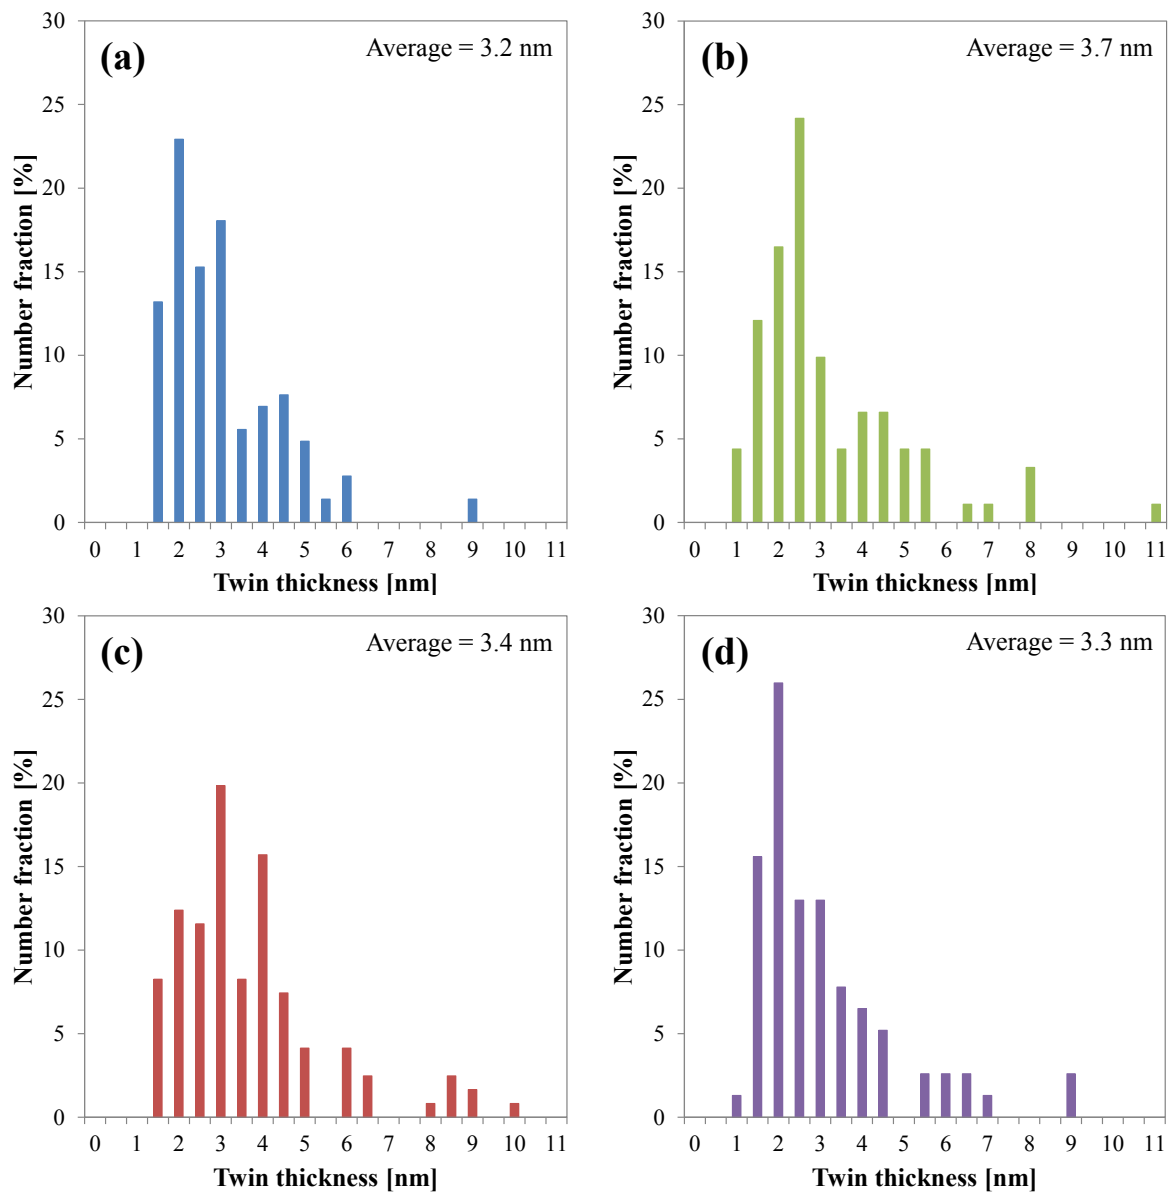 (a)
Average = 3.2 nm
Number fraction [%]
30
25
20
15
10
5
0
0 1 2 3 4 5 6 7 8 9 10 11
Twin thickness [nm]
(b)
Average = 3.7 nm
Number fraction [%]
30
25
20
15
10
5
0
0 1 2 3 4 5 6 7 8 9 10 11
Twin thickness [nm]
(c)
Average = 3.4 nm
Number fraction [%]
30
25
20
15
10
5
0
0 1 2 3 4 5 6 7 8 9 10 11
Twin thickness [nm]
(d)
Average = 3.3 nm
Number fraction [%]
30
25
20
15
10
5
0
0 1 2 3 4 5 6 7 8 9 10 11
Twin thickness [nm]